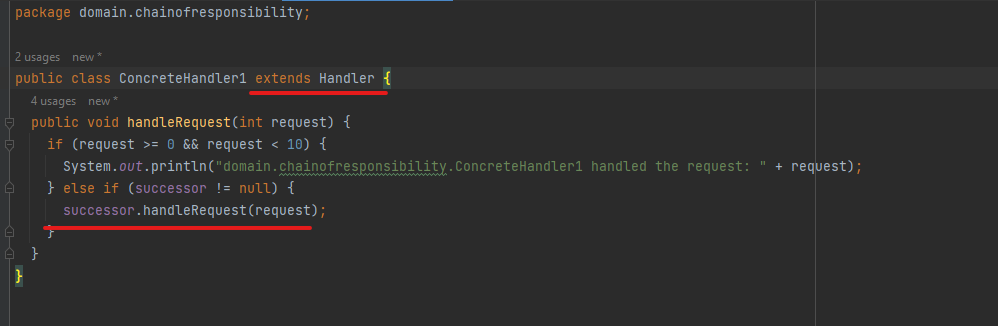 package domain.chainofresponsibility;
2 usages new *
public class ConcreteHandler1 extends Handler {
4 usages new *
public void handleRequest(int request) {
if (request >= 0 && request < 10) {
System.out.println("domain.chainofresponsibility.ConcreteHandler1 handled the request: " + request);
} else if (successor != null) {
successor.handleRequest(request);
}
}
}